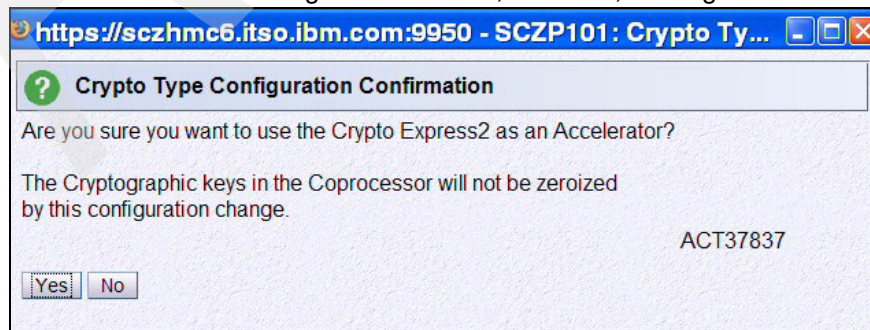 https://sczhmc6.itso.ibm.com:9950 - SCZP101: Crypto Ty...
Crypto Type Configuration Confirmation
Are you sure you want to use the Crypto Express2 as an Accelerator?
The Cryptographic keys in the Coprocessor will not be zeroized
by this configuration change.
ACT37837
Yes No